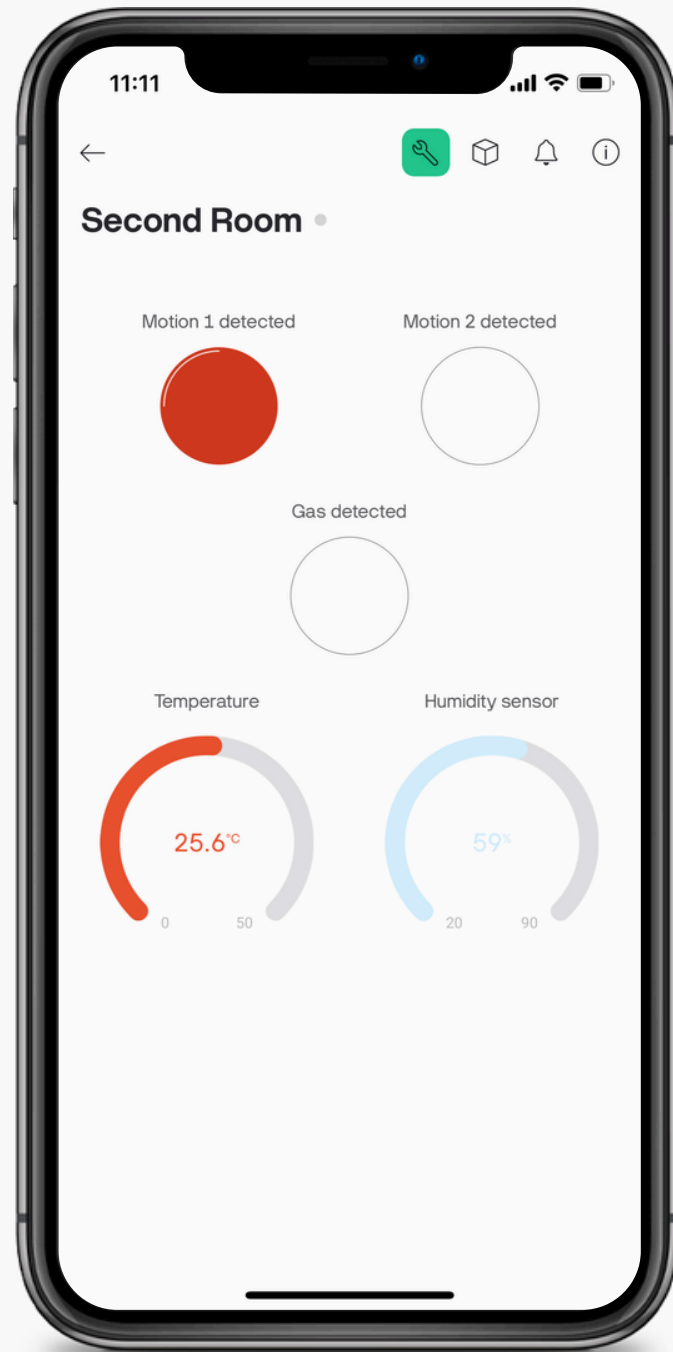 11:11
Second Room
Motion 1 detected
Motion 2 detected
Gas detected
Temperature
Humidity sensor
25.6°C
59%
0
50
20
90